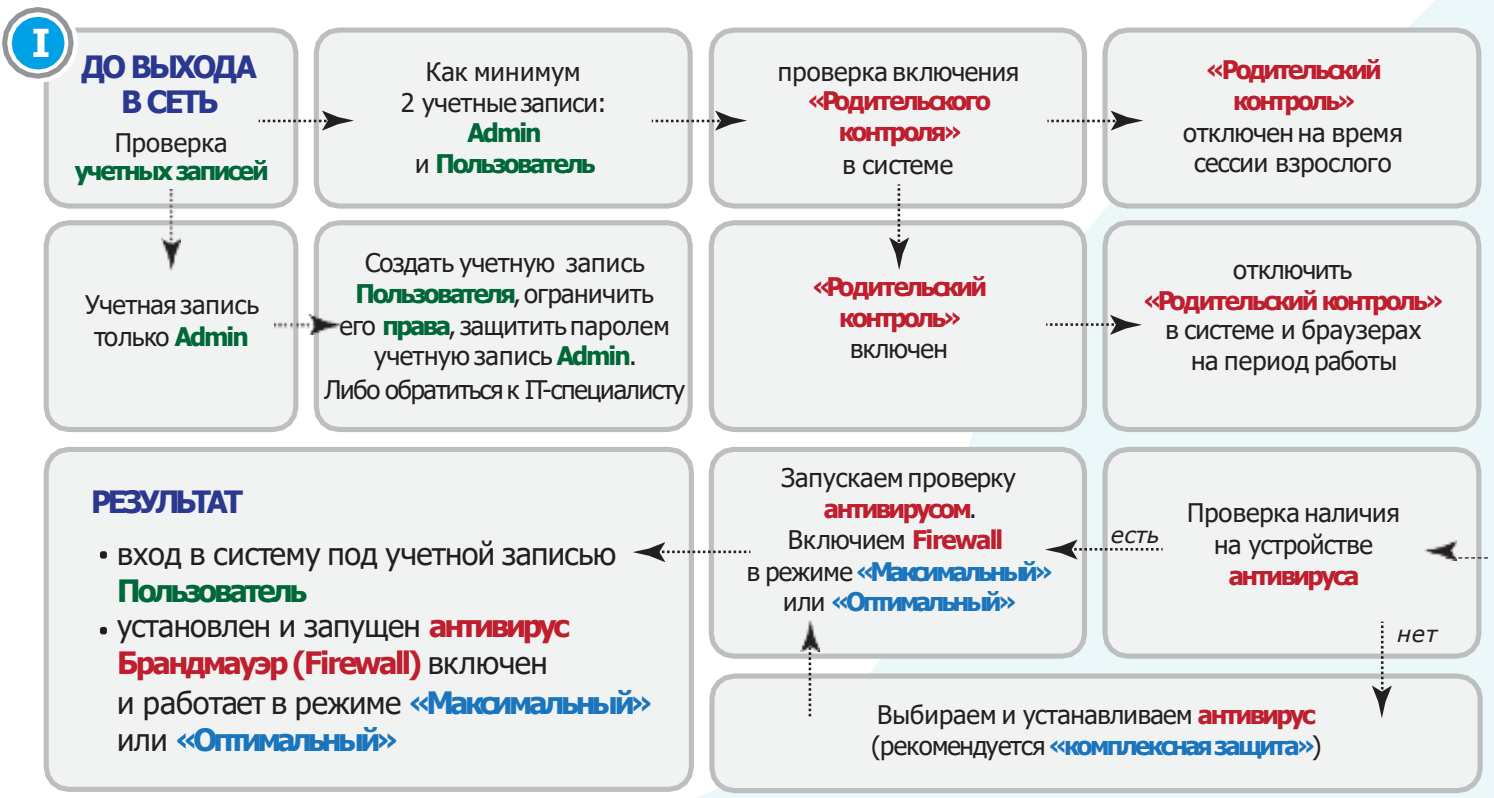 I
ДО ВЫХОДА
В СЕТЬ
Проверка
учетных записей
Как минимум
2 учетные записи:
Admin
и Пользователь
проверка включения
«Родительского
контроля»
в системе
«Родительский
контроль»
отключен на время
сессии взрослого
Учетная запись
только Admin
Создать учетную запись
Пользователя, ограничить
его права, защитить паролем
учетную запись Admin.
Либо обратиться к IT-специалисту
«Родительский
контроль»
включен
отключить
«Родительский контроль»
в системе и браузерах
на период работы
РЕЗУЛЬТАТ
• вход в систему под учетной записью
Пользователь
• установлен и запущен антивирус
Брандмауэр (Firewall) включен
и работает в режиме «Максимальный»
или «Оптимальный»
Запускаем проверку
антивирусом.
Включием Firewall
в режиме «Максимальный»
или «Оптимальный»
есть
Проверка наличия
на устройстве
антивируса
нет
Выбираем и устанавливаем антивирус
(рекомендуется «комплексная защита»)